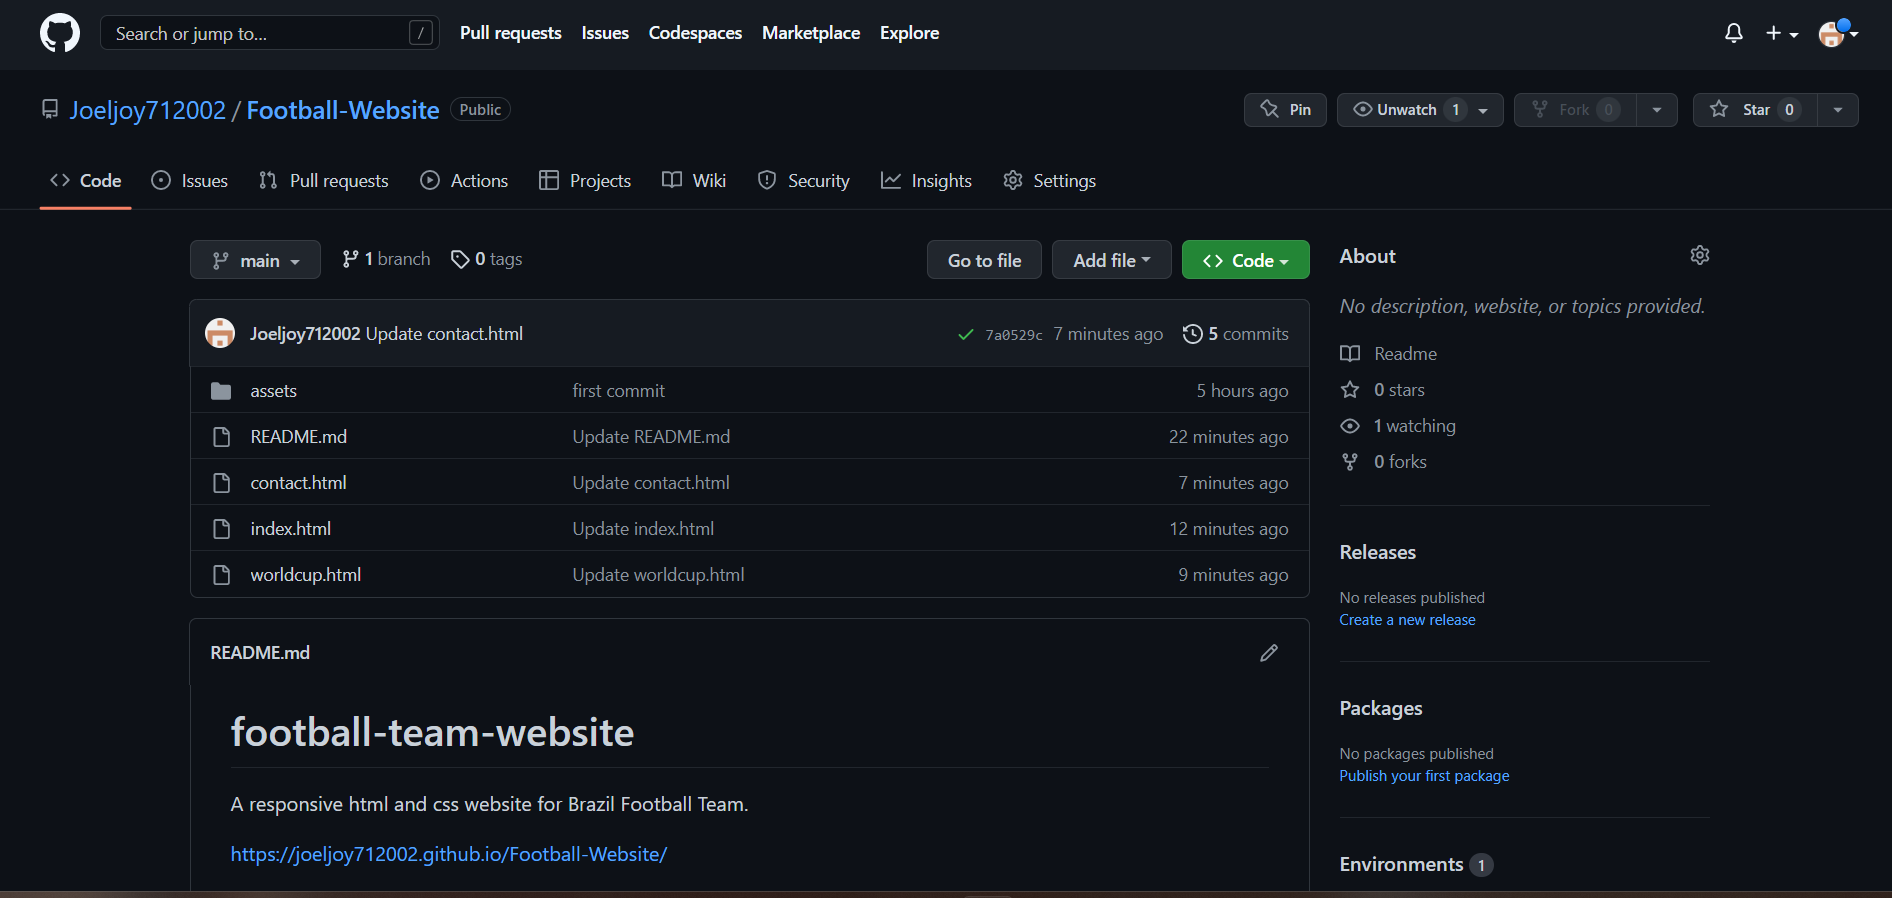 Search or jump to... /
Pull requests Issues Codespaces Marketplace Explore
Joeljoy712002 / Football-Website Public
Pin Unwatch 1 Fork 0 Star 0
Code Issues Pull requests Actions Projects Wiki Security Insights Settings
main 1 branch 0 tags Go to file Add file Code
Joeljoy712002 Update contact.html 7a0529c 7 minutes ago 5 commits
assets first commit 5 hours ago
README.md Update README.md 22 minutes ago
contact.html Update contact.html 7 minutes ago
index.html Update index.html 12 minutes ago
worldcup.html Update worldcup.html 9 minutes ago
README.md
football-team-website
A responsive html and css website for Brazil Football Team.
https://joeljoy712002.github.io/Football-Website/
About
No description, website, or topics provided.
Readme
0 stars
1 watching
0 forks
Releases
No releases published
Create a new release
Packages
No packages published
Publish your first package
Environments 1